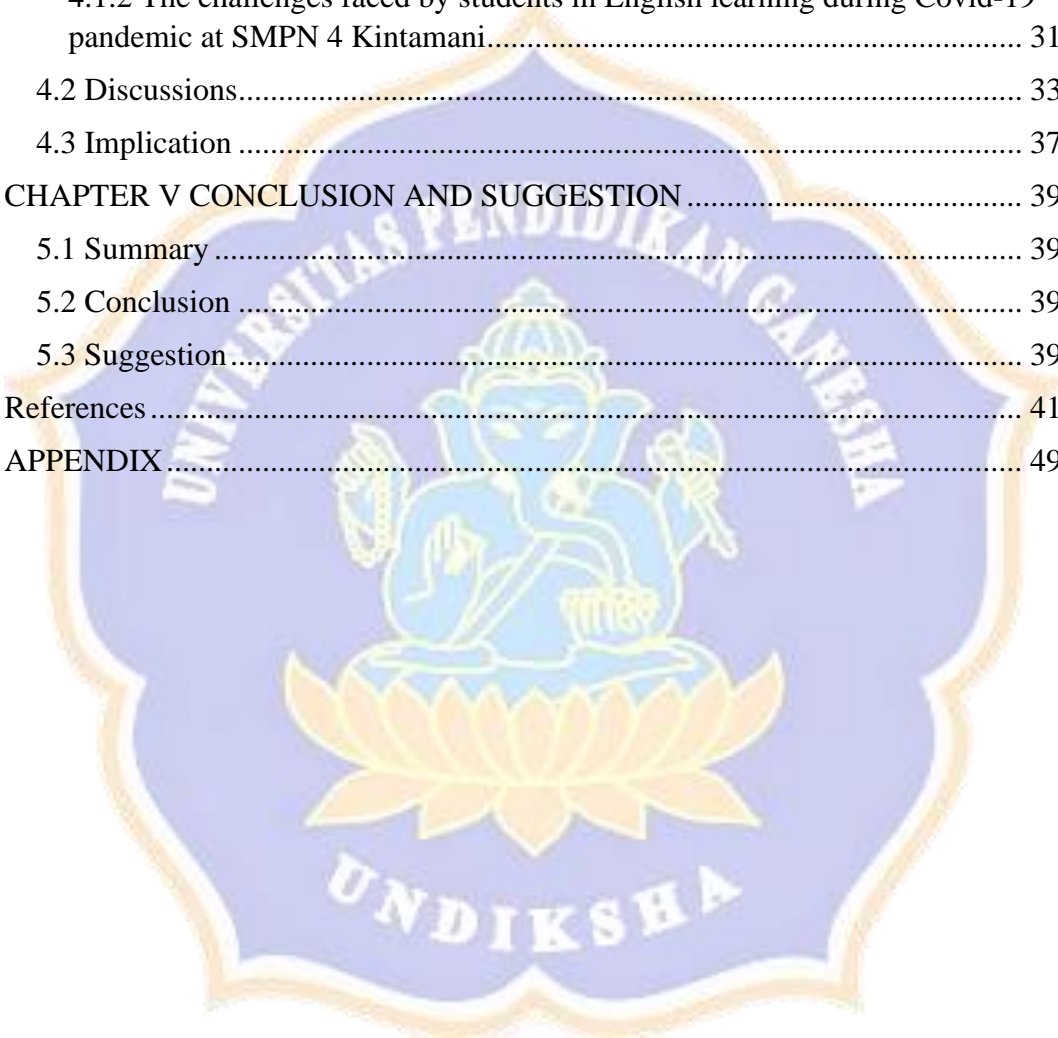 4.1.2 The challenges faced by students in English learning during Covid-19
pandemic at SMPN 4 Kintamani.................................................................................. 31
4.2 Discussions.................................................................................................................. 33
4.3 Implication .................................................................................................................. 37
CHAPTER V CONCLUSION AND SUGGESTION ........................................................ 39
5.1 Summary ..................................................................................................................... 39
5.2 Conclusion .................................................................................................................. 39
5.3 Suggestion................................................................................................................... 39
References ........................................................................................................................ 41
APPENDIX ...................................................................................................................... 49
UNIVERSITAS PENDIDIKAN GANESHA
UNDIKSHA